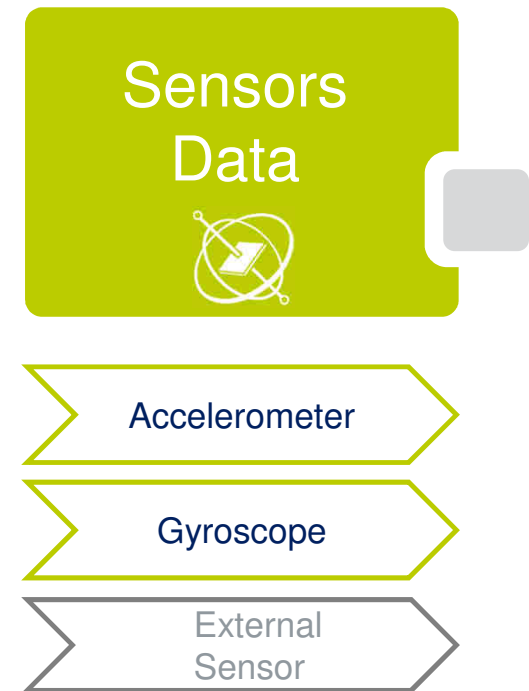 Sensors
Data
Accelerometer
Gyroscope
External
Sensor